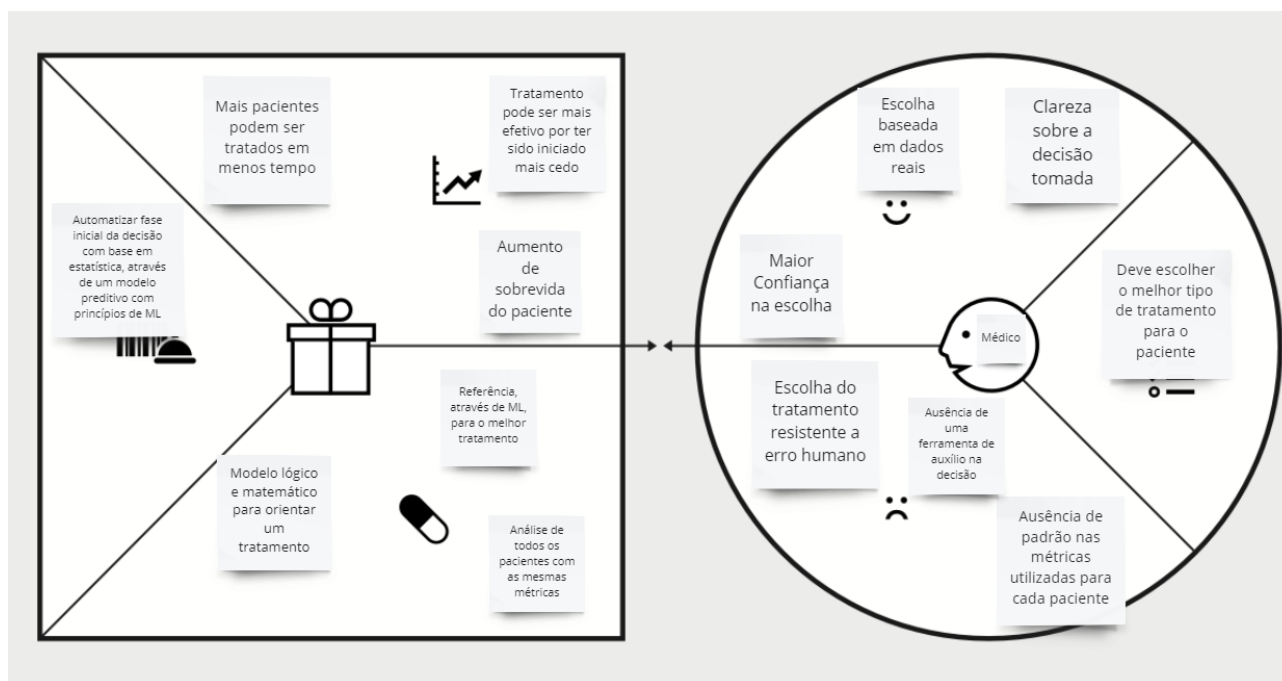 Mais pacientes
podem ser
tratados em
menos tempo
Tratamento
pode ser mais
efetivo por ter
sido iniciado
mais cedo
Automatizar fase
inicial da decisão
com base em
estatística, através
de um modelo
preditivo com
princípios de ML
Aumento
de
sobrevida
do paciente
Referência,
através de ML,
para o melhor
tratamento
Modelo lógico
e matemático
para orientar
um
tratamento
Análise de
todos os
pacientes com
as mesmas
métricas
Escolha
baseada
em dados
reais
Clareza
sobre a
decisão
tomada
Maior
Confiança
na escolha
Médico
Deve escolher
o melhor tipo
de tratamento
para o
paciente
Escolha do
tratamento
resistente a
erro humano
Ausência de
uma
ferramenta de
auxílio na
decisão
Ausência de
padrão nas
métricas
utilizadas para
cada paciente